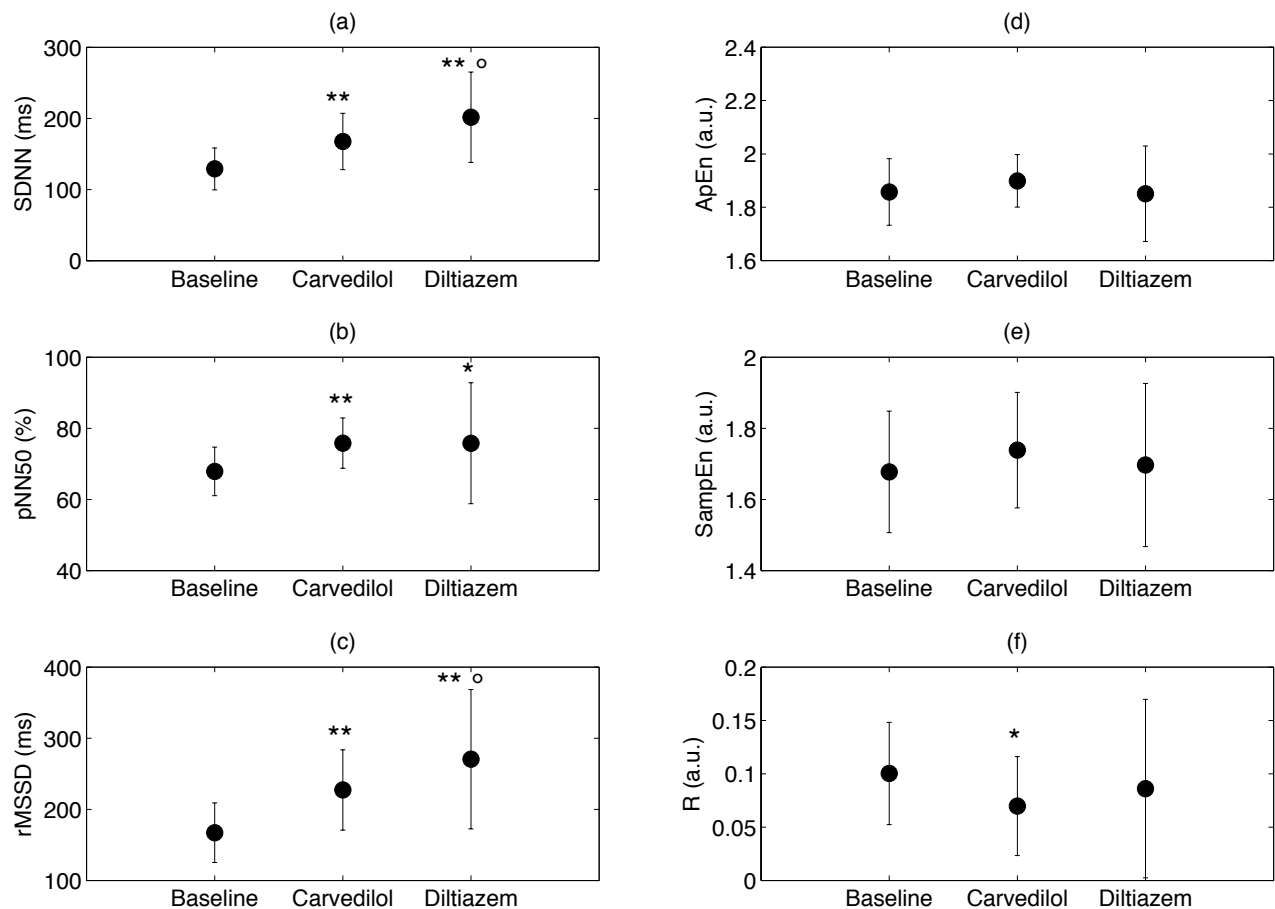 (a)
300
200
100
0
SDNN (ms)
**
** °
Baseline Carvedilol Diltiazem
(b)
100
80
60
40
pNN50 (%)
**
*
Baseline Carvedilol Diltiazem
(c)
400
300
200
100
rMSSD (ms)
**
** °
Baseline Carvedilol Diltiazem
(d)
2.4
2.2
2
1.8
1.6
ApEn (a.u.)
Baseline Carvedilol Diltiazem
(e)
2
1.8
1.6
1.4
SampEn (a.u.)
Baseline Carvedilol Diltiazem
(f)
0.2
0.15
0.1
0.05
0
R (a.u.)
*
Baseline Carvedilol Diltiazem